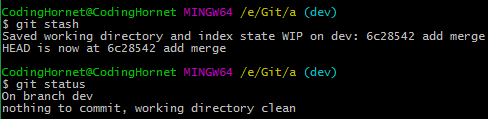 CodingHornet@CodingHornet MINGW64 /e/Git/a (dev)
$ git stash
Saved working directory and index state WIP on dev: 6c28542 add merge
HEAD is now at 6c28542 add merge
CodingHornet@CodingHornet MINGW64 /e/Git/a (dev)
$ git status
On branch dev
nothing to commit, working directory clean